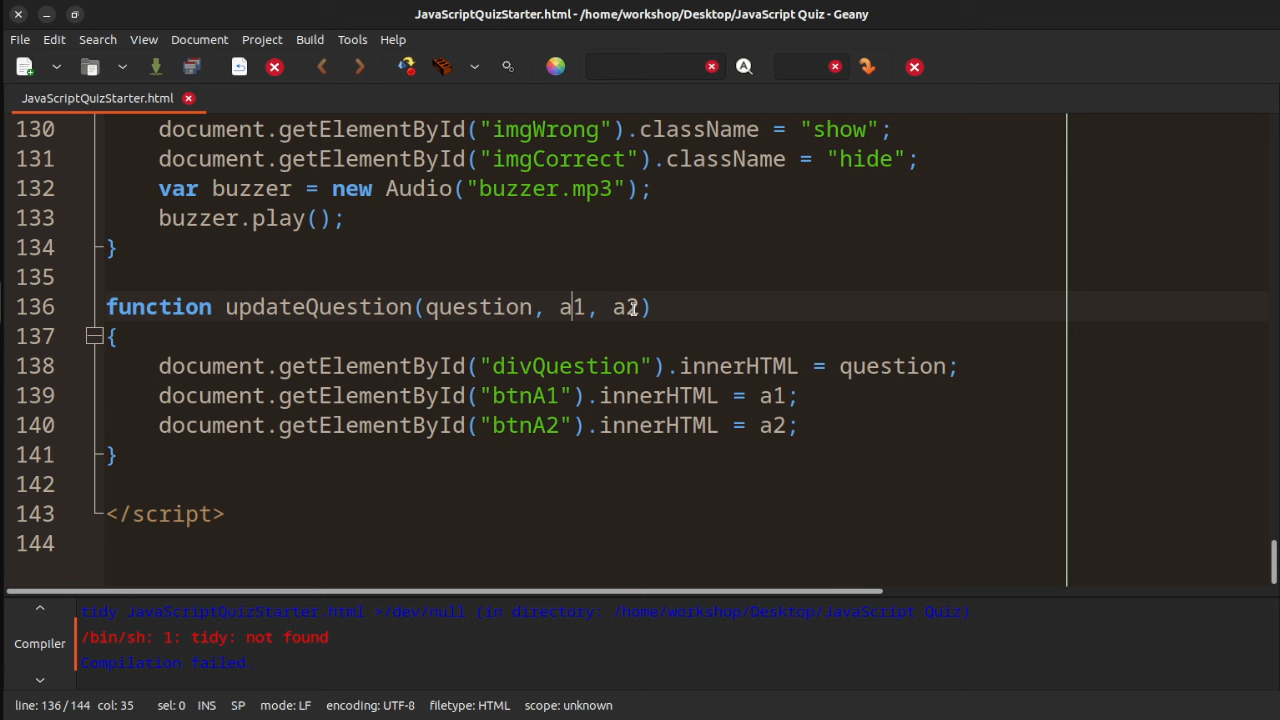 JavaScriptQuizStarter.html - /home/workshop/Desktop/JavaScript Quiz - Geany
File Edit Search View Document Project Build Tools Help
JavaScriptQuizStarter.html
130 document.getElementById("imgWrong").className = "show";
131 document.getElementById("imgCorrect").className = "hide";
132 var buzzer = new Audio("buzzer.mp3");
133 buzzer.play();
134 }
135
136 function updateQuestion(question, a1, a2)
137 {
138 document.getElementById("divQuestion").innerHTML = question;
139 document.getElementById("btnA1").innerHTML = a1;
140 document.getElementById("btnA2").innerHTML = a2;
141 }
142
143 </script>
144
tidy JavaScriptQuizStarter.html >/dev/null (in directory: /home/workshop/Desktop/JavaScript Quiz)
Compiler
/bin/sh: 1: tidy: not found
Compilation failed.
line: 136 / 144 col: 35 sel: 0 INS SP mode: LF encoding: UTF-8 filetype: HTML scope: unknown